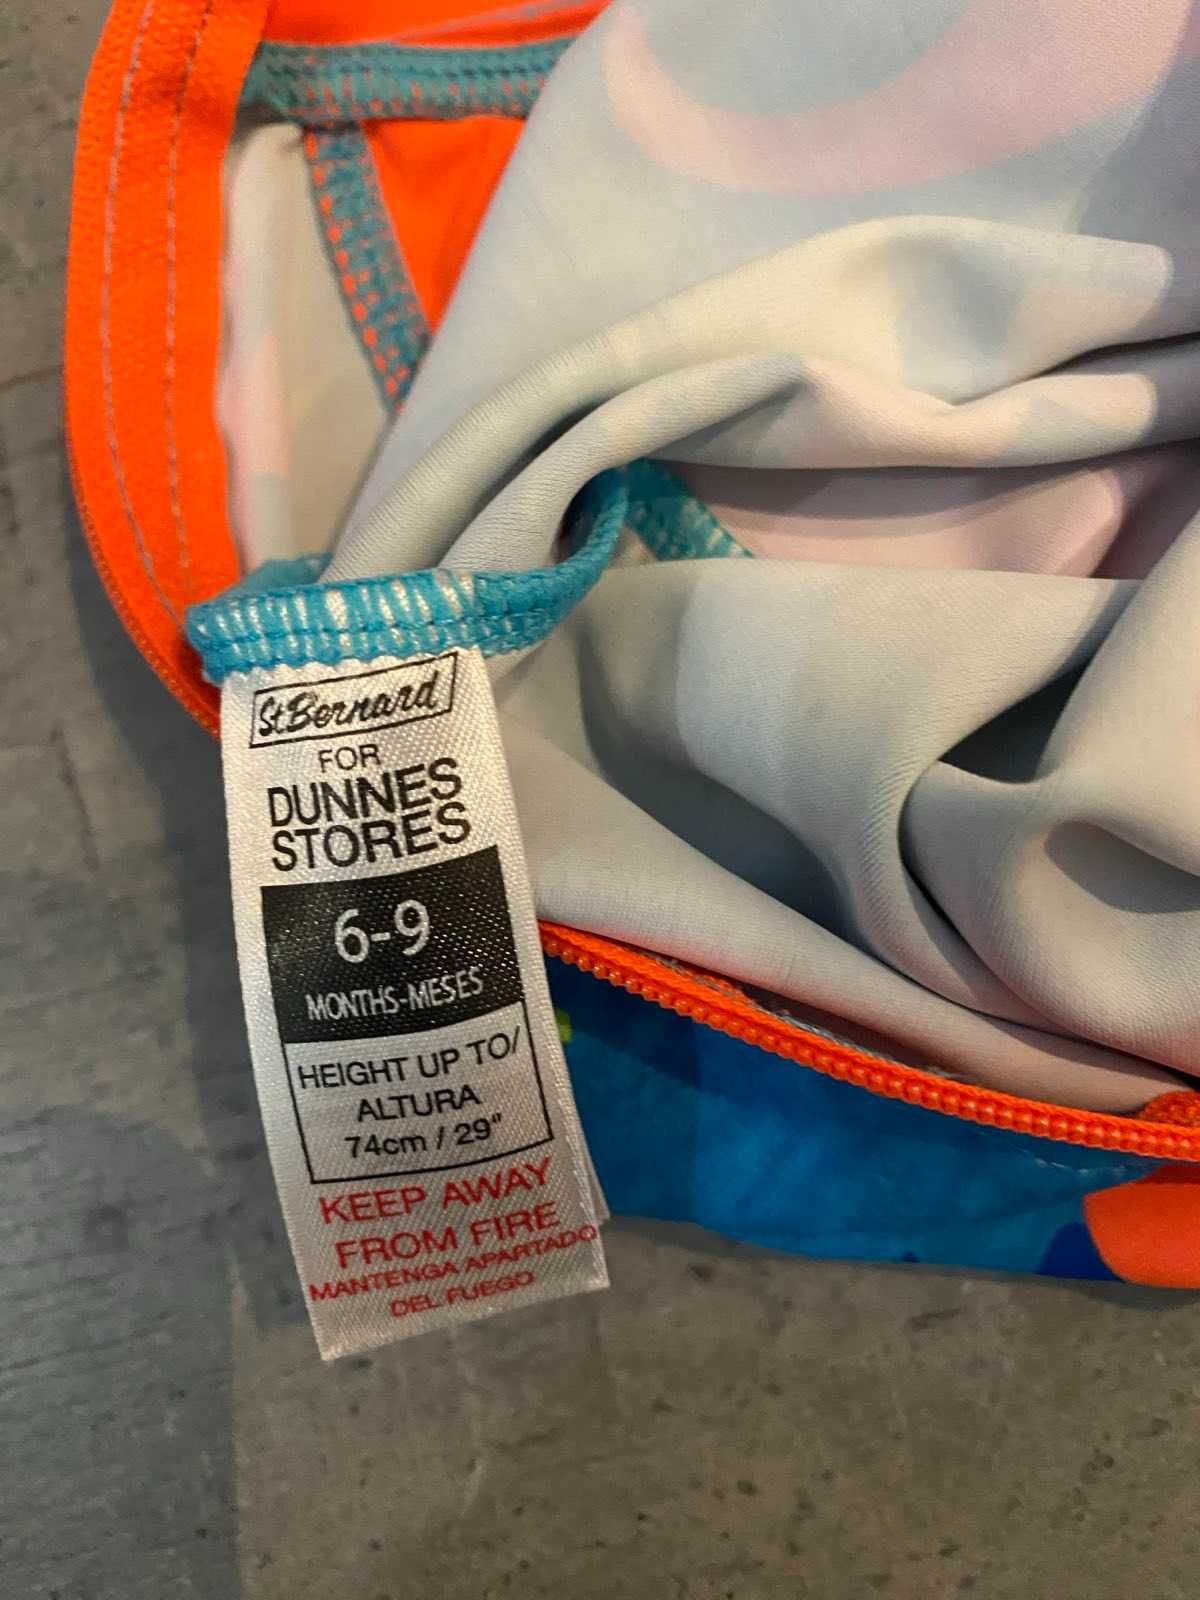 St Bernard
FOR
DUNNES
STORES
6-9
MONTHS-MESES
HEIGHT UP TO/
ALTURA
74cm / 29"
KEEP AWAY
FROM FIRE
MANTENGA APARTADO
DEL FUEGO